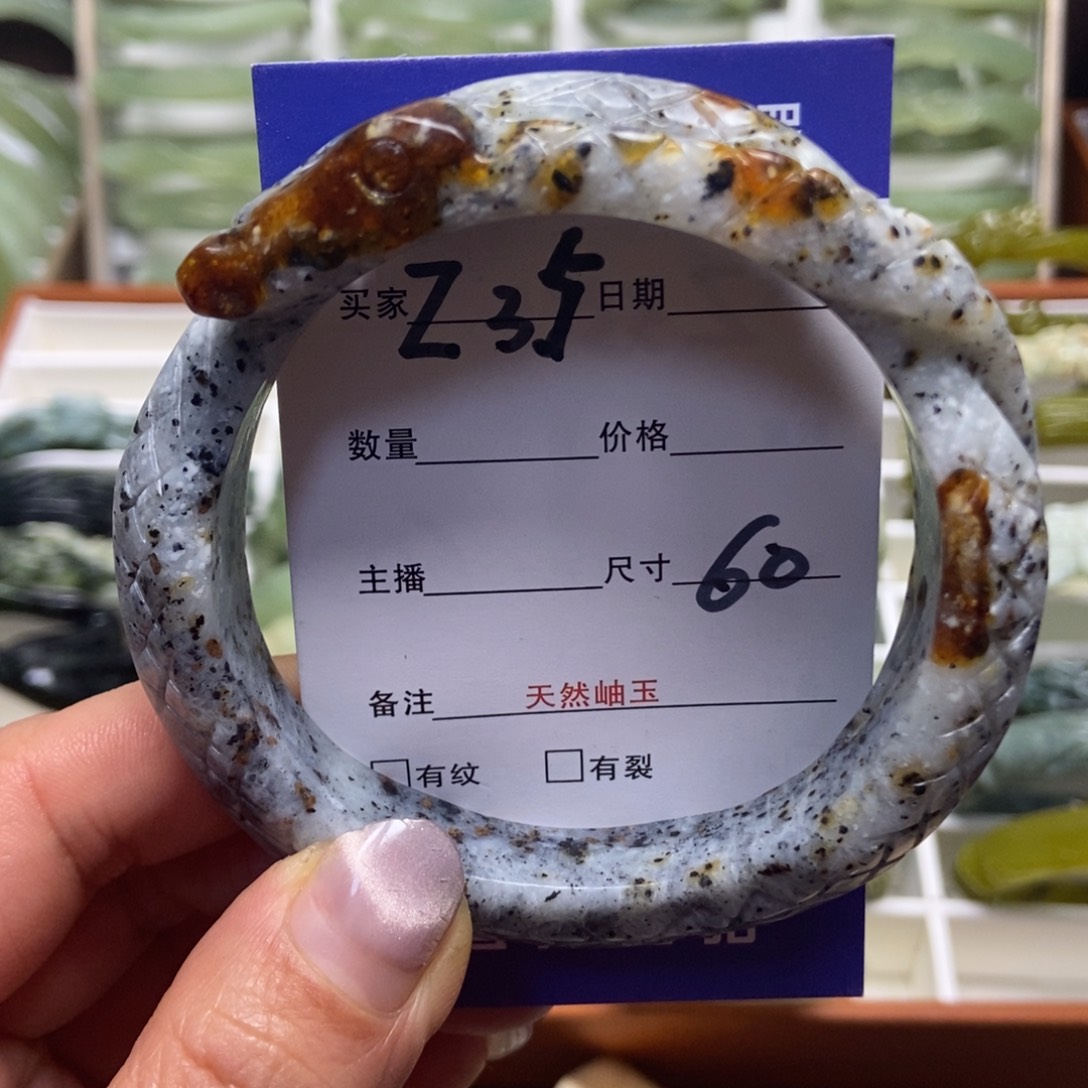 买家 Z35 日期
数量 价格
主播 尺寸 60
备注 天然岫玉
□有纹 □有裂